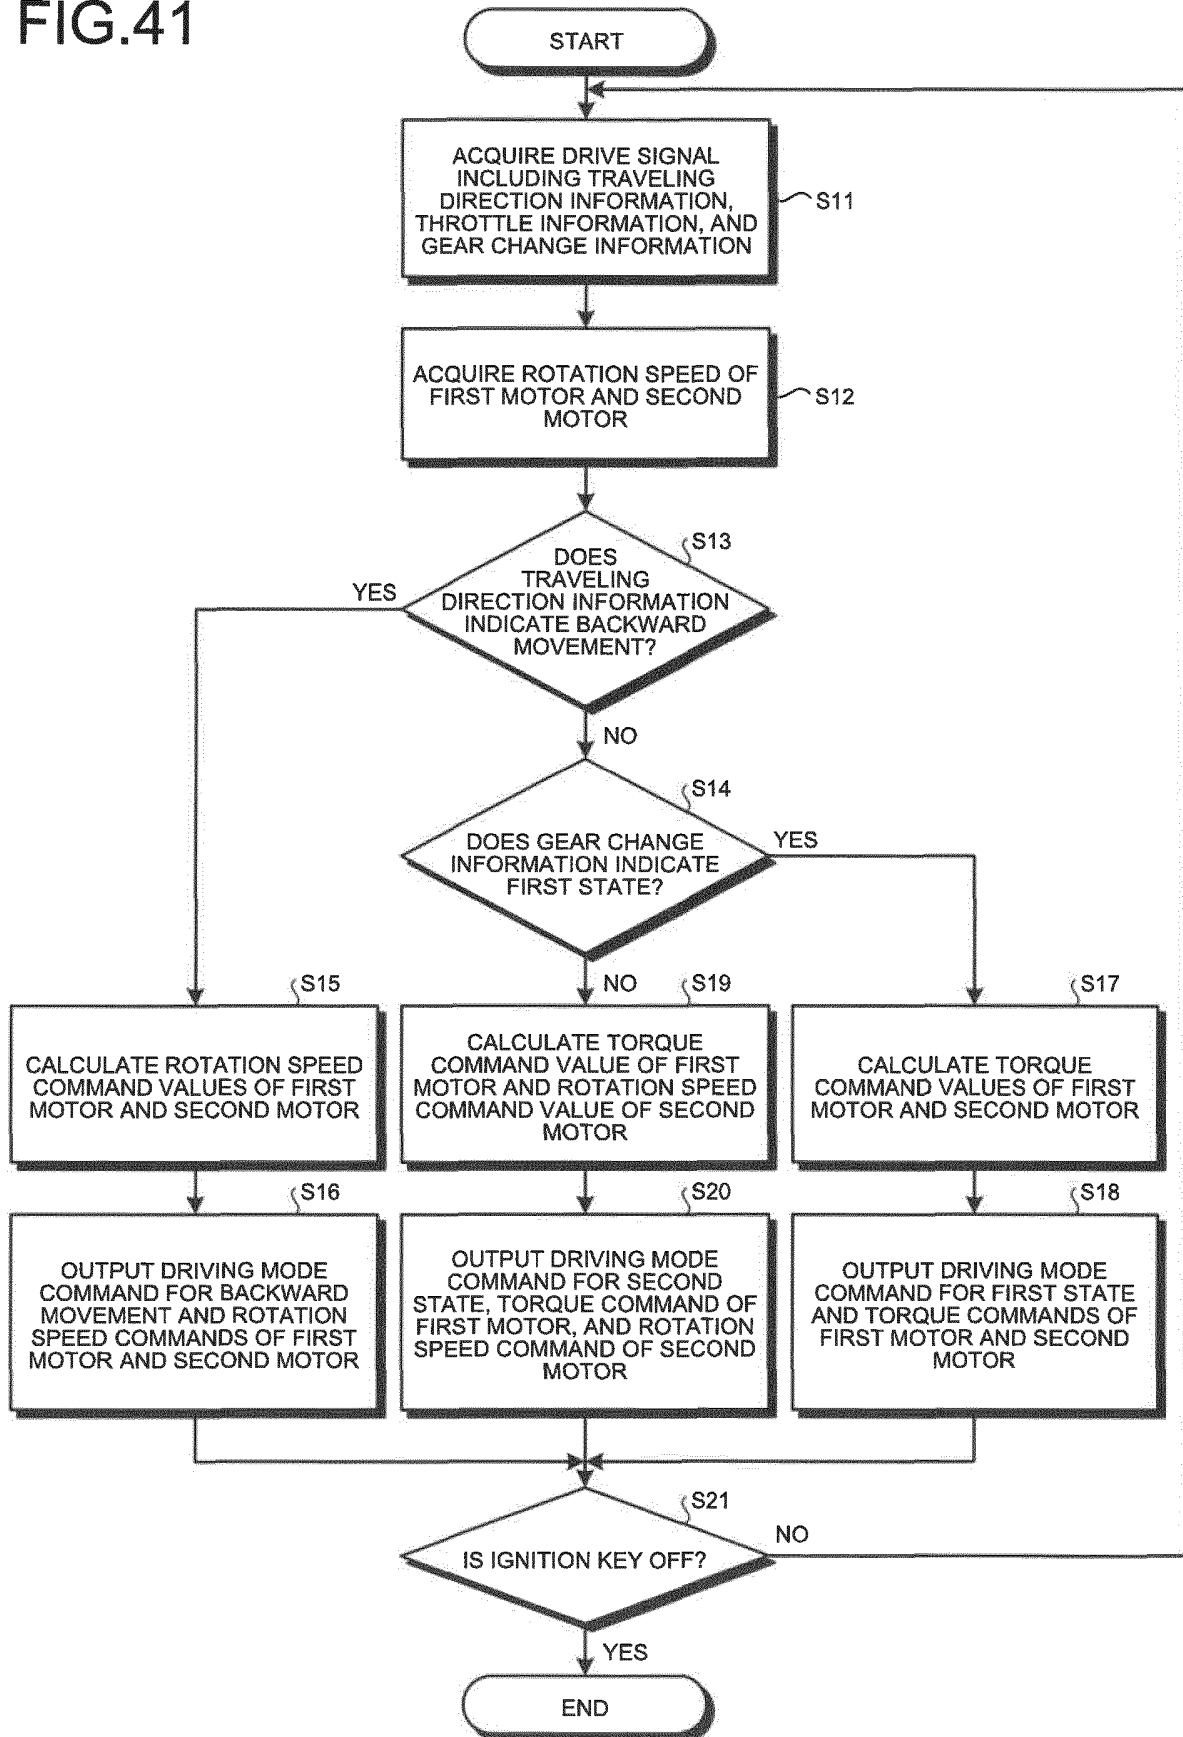 FIG.41
START
ACQUIRE DRIVE SIGNAL
INCLUDING TRAVELING
DIRECTION INFORMATION,
THROTTLE INFORMATION, AND
GEAR CHANGE INFORMATION
S11
ACQUIRE ROTATION SPEED OF
FIRST MOTOR AND SECOND
MOTOR
S12
S13
DOES
TRAVELING
DIRECTION INFORMATION
INDICATE BACKWARD
MOVEMENT?
YES
NO
S14
DOES GEAR CHANGE
INFORMATION INDICATE
FIRST STATE?
YES
NO
S15
CALCULATE ROTATION SPEED
COMMAND VALUES OF FIRST
MOTOR AND SECOND MOTOR
S19
CALCULATE TORQUE
COMMAND VALUE OF FIRST
MOTOR AND ROTATION SPEED
COMMAND VALUE OF SECOND
MOTOR
S17
CALCULATE TORQUE
COMMAND VALUES OF FIRST
MOTOR AND SECOND MOTOR
S16
OUTPUT DRIVING MODE
COMMAND FOR BACKWARD
MOVEMENT AND ROTATION
SPEED COMMANDS OF FIRST
MOTOR AND SECOND MOTOR
S20
OUTPUT DRIVING MODE
COMMAND FOR SECOND
STATE, TORQUE COMMAND OF
FIRST MOTOR, AND ROTATION
SPEED COMMAND OF SECOND
MOTOR
S18
OUTPUT DRIVING MODE
COMMAND FOR FIRST STATE
AND TORQUE COMMANDS OF
FIRST MOTOR AND SECOND
MOTOR
S21
IS IGNITION KEY OFF?
NO
YES
END